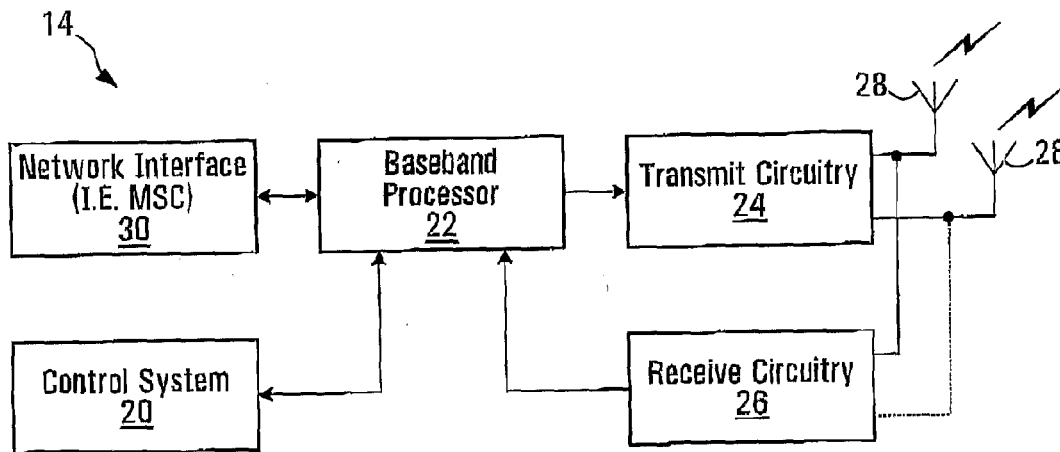 14
28
28
Network Interface
(I.E. MSC)
30
Baseband
Processor
22
Transmit Circuitry
24
Control System
20
Receive Circuitry
26